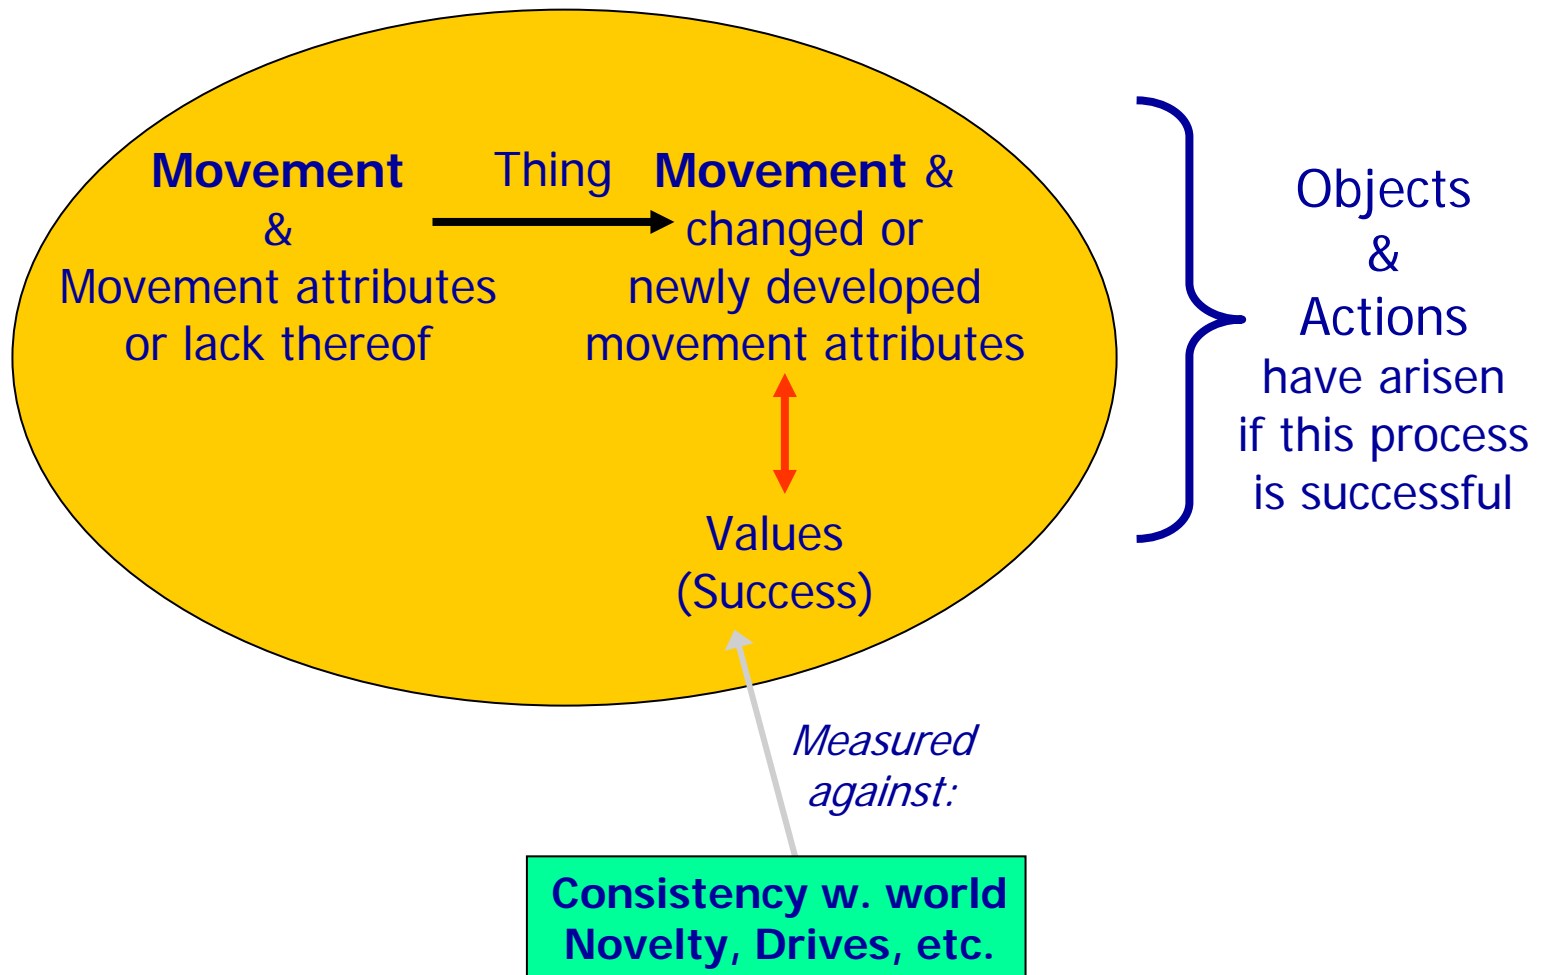 Movement
&
Movement attributes
or lack thereof
Thing
Movement &
changed or
newly developed
movement attributes
Values
(Success)
Objects
&
Actions
have arisen
if this process
is successful
Measured
against:
Consistency w. world
Novelty, Drives, etc.